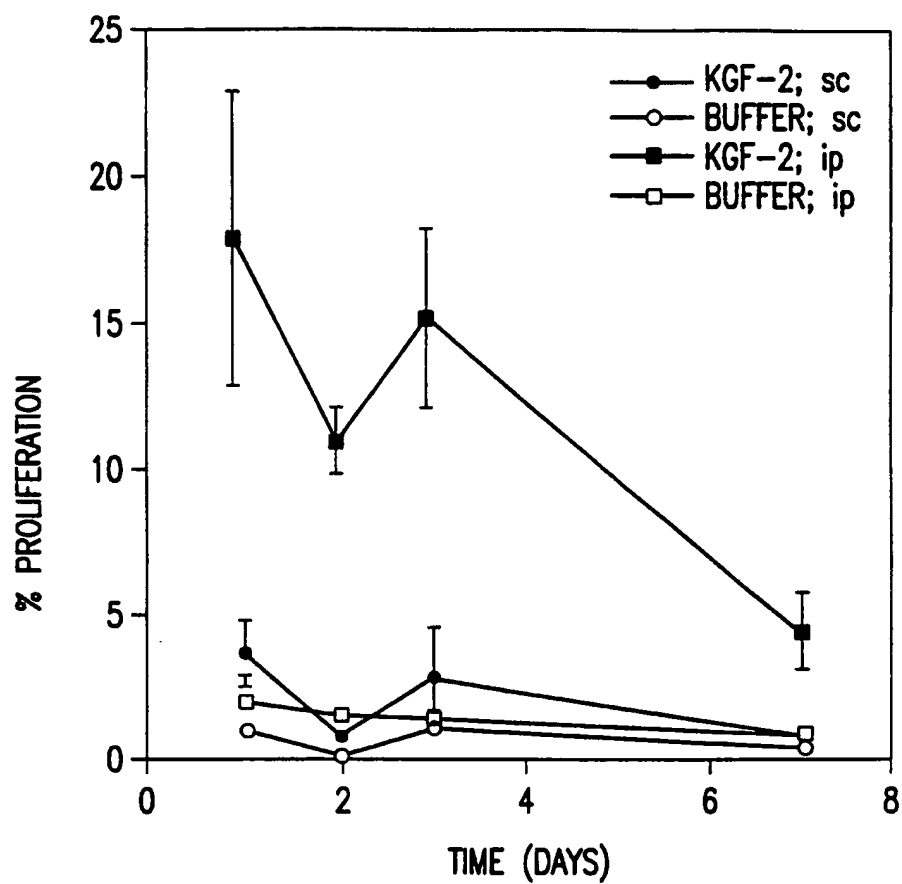 25
20
15
10
5
0
% PROLIFERATION
KGF-2; sc
BUFFER; sc
KGF-2; ip
BUFFER; ip
0 2 4 6 8
TIME (DAYS)